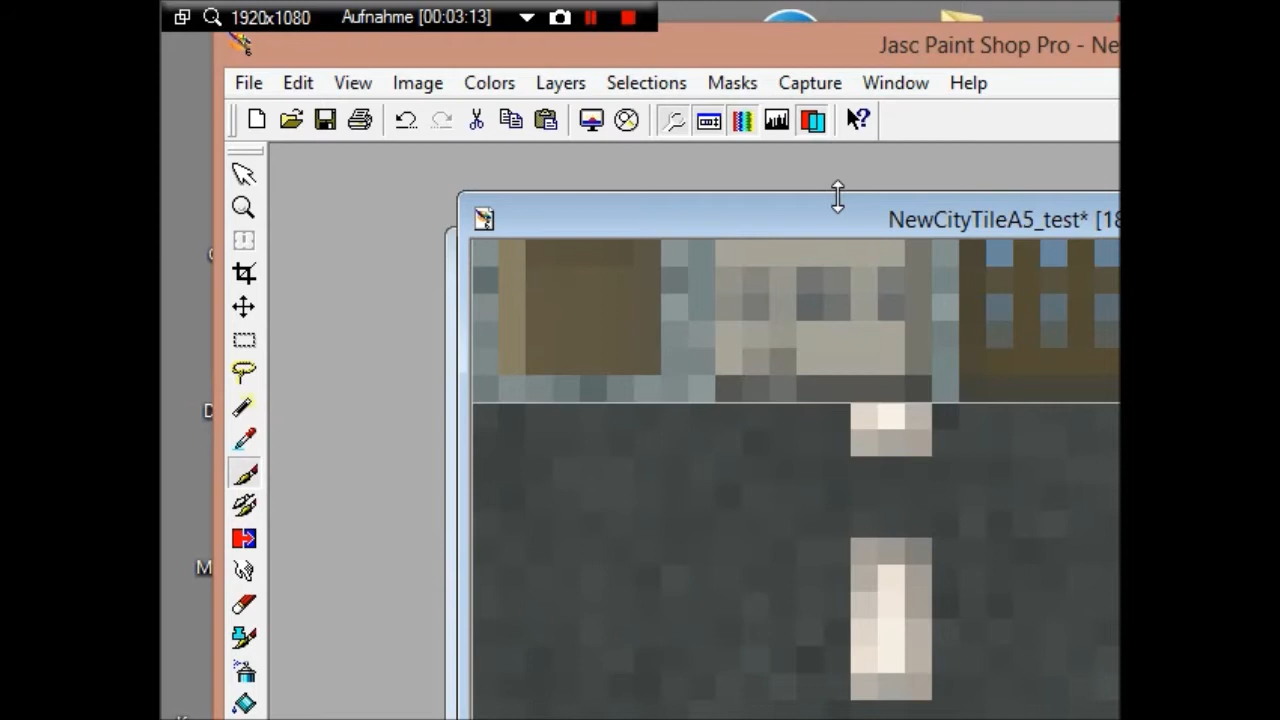 1920x1080 Aufnahme [00:03:13]
Jasc Paint Shop Pro - Ne
File Edit View Image Colors Layers Selections Masks Capture Window Help
NewCityTileA5_test* [18
D
M